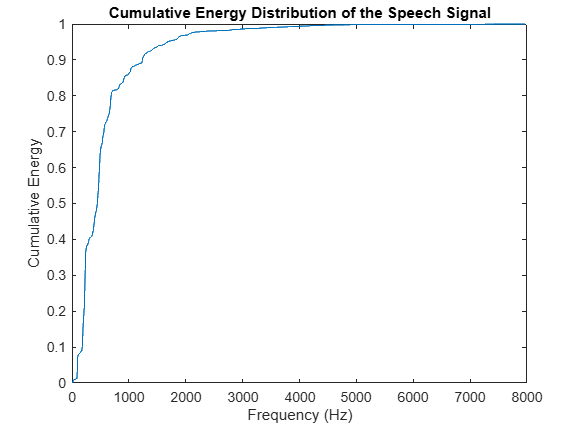 Cumulative Energy Distribution of the Speech Signal
1
0.9
0.8
0.7
0.6
0.5
0.4
0.3
0.2
0.1
0
Cumulative Energy
0 1000 2000 3000 4000 5000 6000 7000 8000
Frequency (Hz)